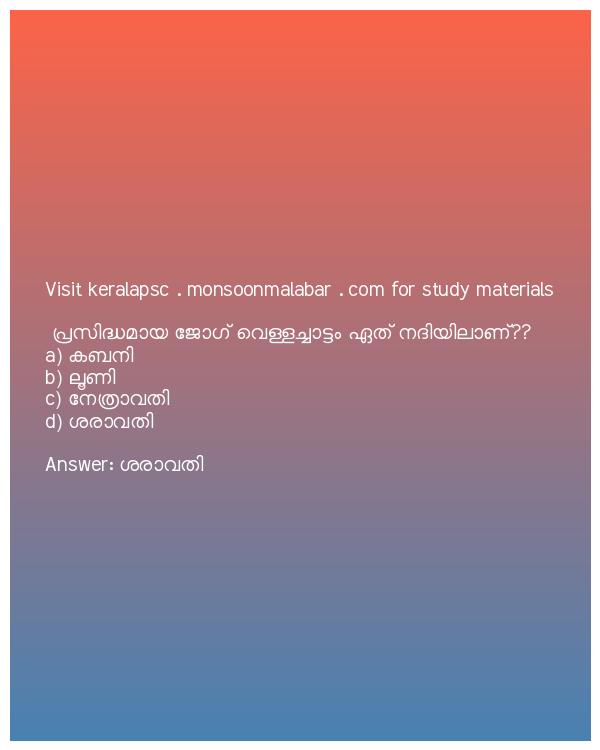 Visit keralapsc . monsoonmalabar . com for study materials
പ്രസിദ്ധമായ ജോഗ് വെള്ളച്ചാട്ടം ഏത് നദിയിലാണ്??
a) കബനി
b) ലൂണി
c) നേത്രാവതി
d) ശരാവതി
Answer: ശരാവതി